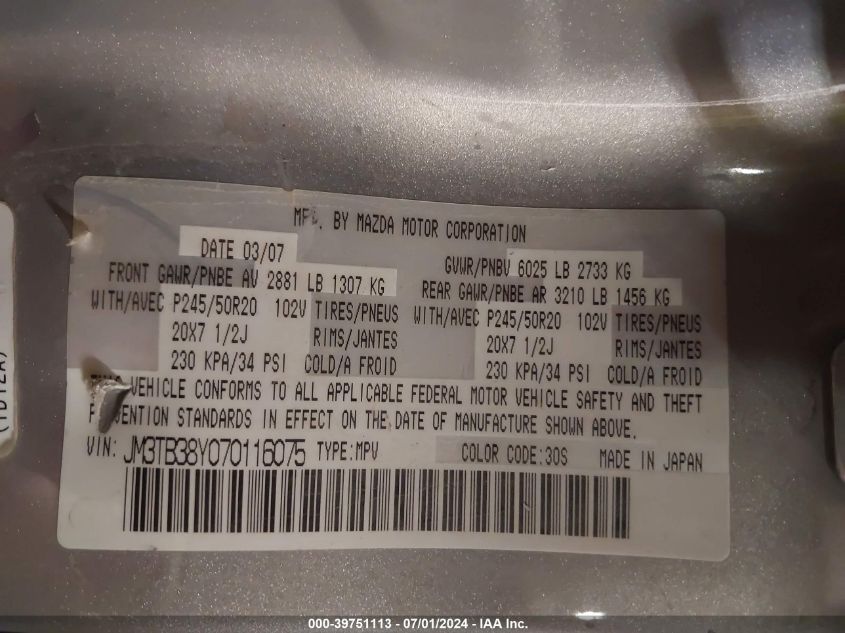 MFD. BY MAZDA MOTOR CORPORATION
DATE 03/07
GVWR/PNBV 6025 LB 2733 KG
FRONT GAWR/PNBE AV 2881 LB 1307 KG
REAR GAWR/PNBE AR 3210 LB 1456 KG
WITH/AVEC P245/50R20 102V TIRES/PNEUS
WITH/AVEC P245/50R20 102V TIRES/PNEUS
20X7 1/2J RIMS/JANTES
20X7 1/2J RIMS/JANTES
230 KPA/34 PSI COLD/A FROID
230 KPA/34 PSI COLD/A FROID
VEHICLE CONFORMS TO ALL APPLICABLE FEDERAL MOTOR VEHICLE SAFETY AND THEFT
STANDARDS IN EFFECT ON THE DATE OF MANUFACTURE SHOWN ABOVE.
VIN: JM3TB38Y070116075 TYPE:MPV COLOR CODE:30S MADE IN JAPAN
(TD12A)
000-39751113 - 07/01/2024 - IAA Inc.